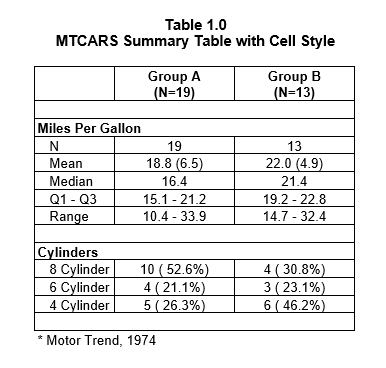 Table 1.0
MTCARS Summary Table with Cell Style
Group A Group B
(N=19) (N=13)
Miles Per Gallon
N 19 13
Mean 18.8 (6.5) 22.0 (4.9)
Median 16.4 21.4
Q1 - Q3 15.1 - 21.2 19.2 - 22.8
Range 10.4 - 33.9 14.7 - 32.4
Cylinders
8 Cylinder 10 ( 52.6%) 4 ( 30.8%)
6 Cylinder 4 ( 21.1%) 3 ( 23.1%)
4 Cylinder 5 ( 26.3%) 6 ( 46.2%)
* Motor Trend, 1974